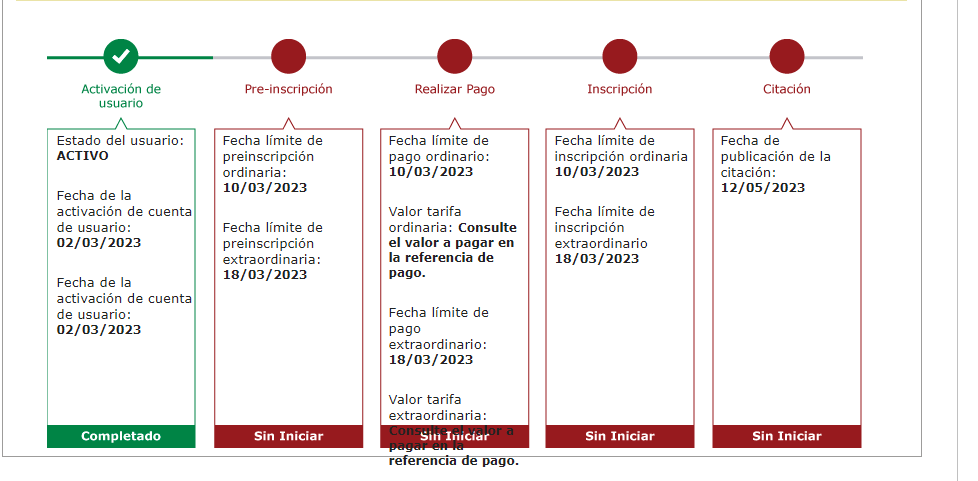 Activación de
usuario
Pre-inscripción
Realizar Pago
Inscripción
Citación
Estado del usuario:
ACTIVO
Fecha de la
activación de cuenta
de usuario:
02/03/2023
Fecha de la
activación de cuenta
de usuario:
02/03/2023
Completado
Fecha límite de
preinscripción
ordinaria:
10/03/2023
Fecha límite de
preinscripción
extraordinaria:
18/03/2023
Sin Iniciar
Fecha límite de
pago ordinario:
10/03/2023
Valor tarifa
ordinaria: Consulte
el valor a pagar en
la referencia de
pago.
Fecha límite de
pago
extraordinario:
18/03/2023
Valor tarifa
extraordinaria:
Consulte el valor a
pagar en la
referencia de pago.
Sin Iniciar
Fecha límite de
inscripción ordinaria
10/03/2023
Fecha límite de
inscripción
extraordinario
18/03/2023
Sin Iniciar
Fecha de
publicación de la
citación:
12/05/2023
Sin Iniciar